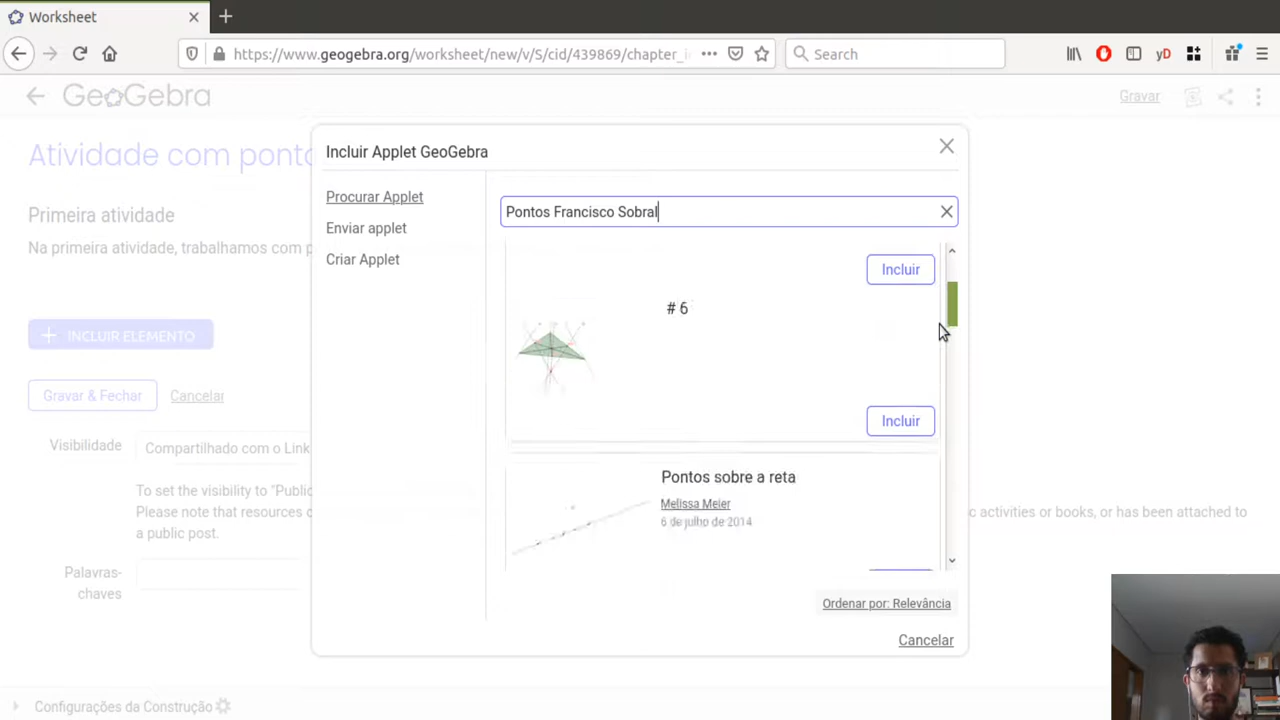 Worksheet
https://www.geogebra.org/worksheet/new/v/S/cid/439869/chapter_i
Search
yD
GeoGebra
Gravar
Atividade com ponto
Incluir Applet GeoGebra
Procurar Applet
Enviar applet
Criar Applet
Pontos Francisco Sobral
Primeira atividade
Na primeira atividade, trabalhamos com p
Incluir
# 6
INCLUIR ELEMENTO
Gravar & Fechar
Cancelar
Incluir
Visibilidade
Compartilhado com o Link
Pontos sobre a reta
Melissa Meier
6 de julho de 2014
To set the visibility to "Public
Please note that resources c
c activities or books, or has been attached to
a public post.
Palavras-
chaves
Ordenar por: Relevância
Cancelar
Configurações da Construção